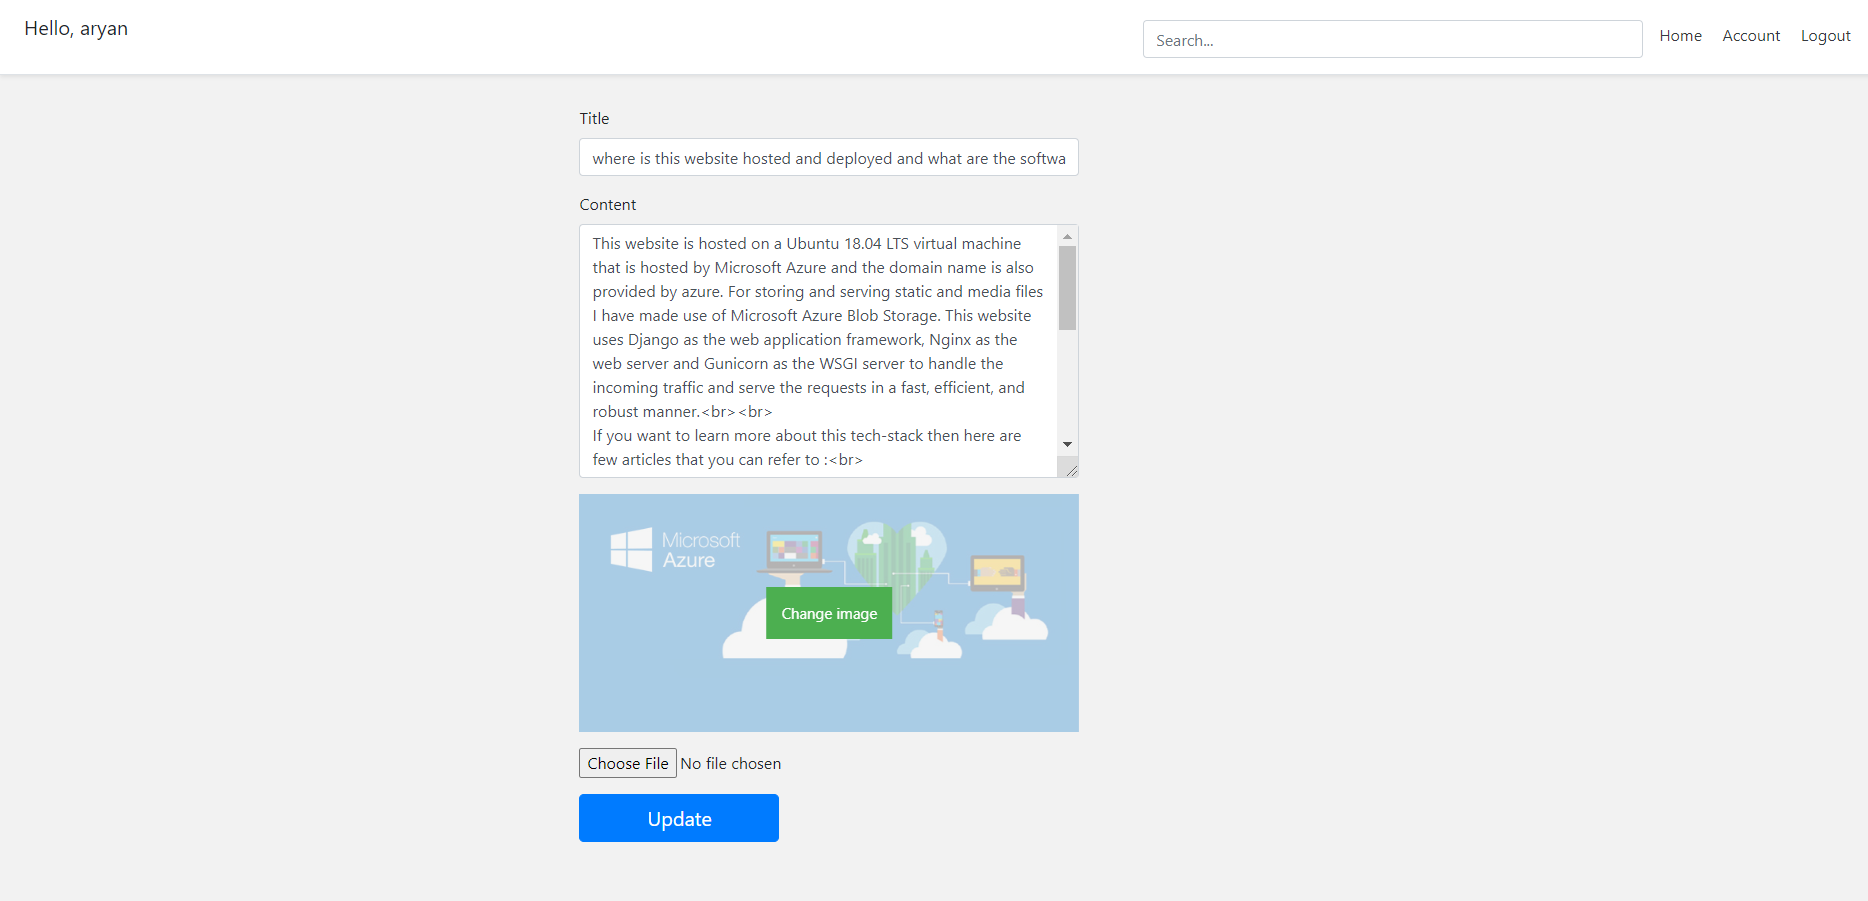 Hello, aryan
Search...
Home
Account
Logout
Title
where is this website hosted and deployed and what are the softwa
Content
This website is hosted on a Ubuntu 18.04 LTS virtual machine
that is hosted by Microsoft Azure and the domain name is also
provided by azure. For storing and serving static and media files
I have made use of Microsoft Azure Blob Storage. This website
uses Django as the web application framework, Nginx as the
web server and Gunicorn as the WSGI server to handle the
incoming traffic and serve the requests in a fast, efficient, and
robust manner.<br><br>
If you want to learn more about this tech-stack then here are
few articles that you can refer to :<br>
Microsoft
Azure
Change image
Choose File No file chosen
Update